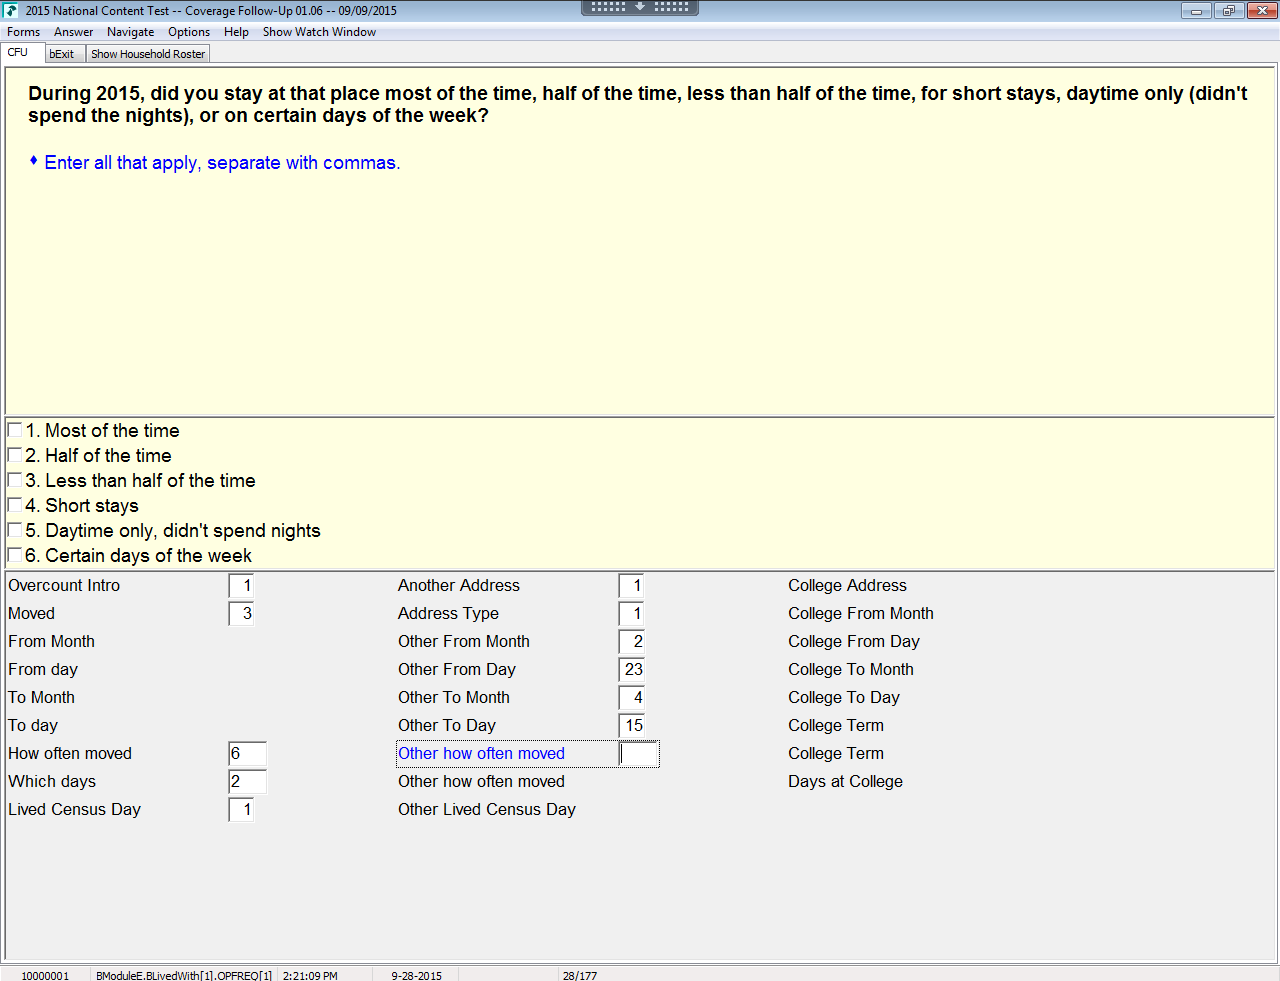 2015 National Content Test -- Coverage Follow-Up 01.06 -- 09/09/2015
Forms Answer Navigate Options Help Show Watch Window
CFU bExit Show Household Roster
During 2015, did you stay at that place most of the time, half of the time, less than half of the time, for short stays, daytime only (didn't
spend the nights), or on certain days of the week?
Enter all that apply, separate with commas.
1. Most of the time
2. Half of the time
3. Less than half of the time
4. Short stays
5. Daytime only, didn't spend nights
6. Certain days of the week
Overcount Intro 1 Another Address 1 College Address
Moved 3 Address Type 1 College From Month
From Month Other From Month 2 College From Day
From day Other From Day 23 College To Month
To Month Other To Month 4 College To Day
To day Other To Day 15 College Term
How often moved 6 Other how often moved College Term
Which days 2 Other how often moved Days at College
Lived Census Day 1 Other Lived Census Day
10000001 BModuleE.BLivedWith[1].OPFREQ[1] 2:21:09 PM 9-28-2015 28/177